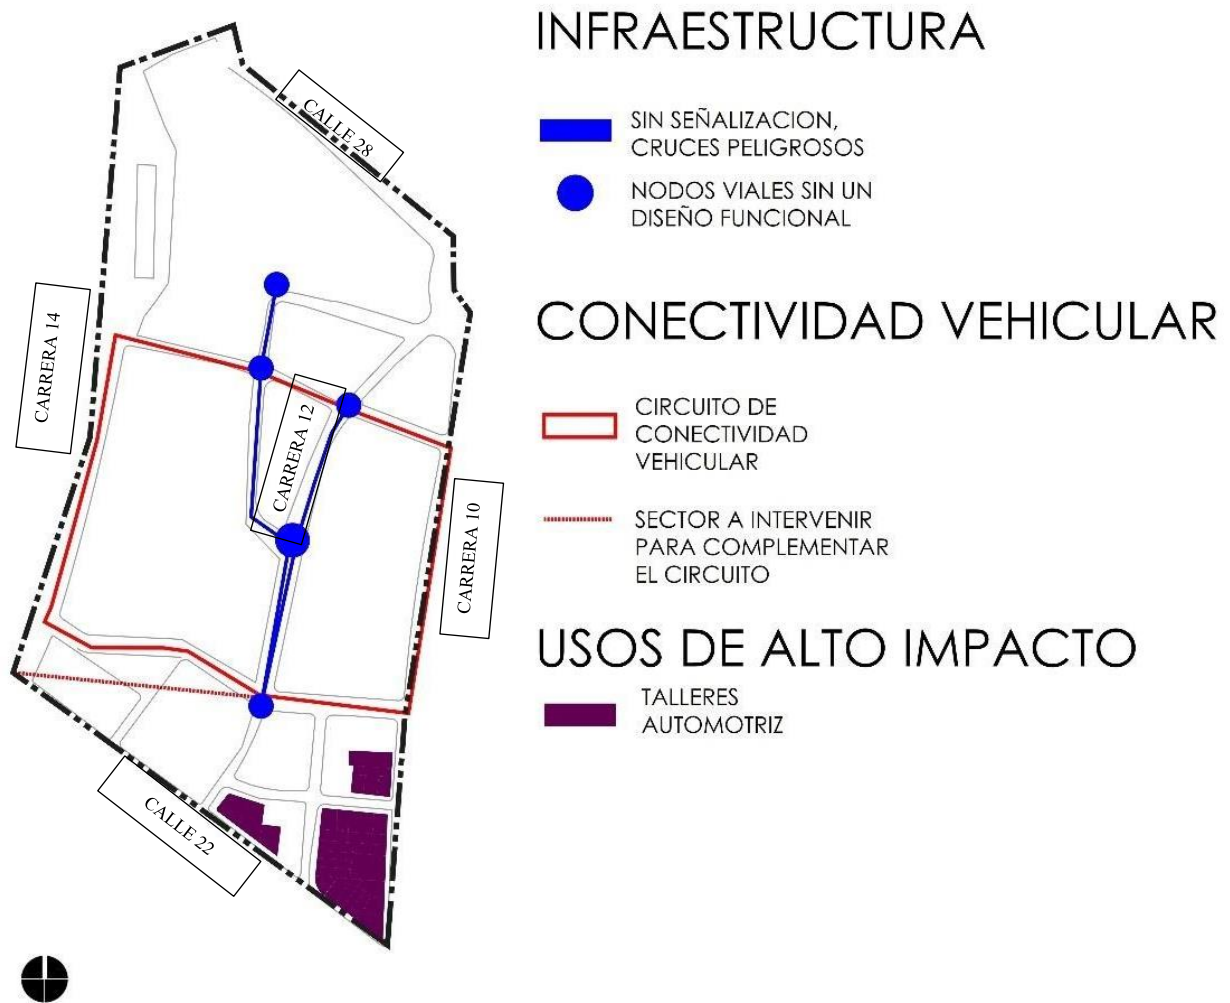 INFRAESTRUCTURA
SIN SEÑALIZACION,
CRUCES PELIGROSOS
NODOS VIALES SIN UN
DISEÑO FUNCIONAL
CONECTIVIDAD VEHICULAR
CIRCUITO DE
CONECTIVIDAD
VEHICULAR
SECTOR A INTERVENIR
PARA COMPLEMENTAR
EL CIRCUITO
USOS DE ALTO IMPACTO
TALLERES
AUTOMOTRIZ
CALLE 28
CARRERA 14
CARRERA 12
CARRERA 10
CALLE 22